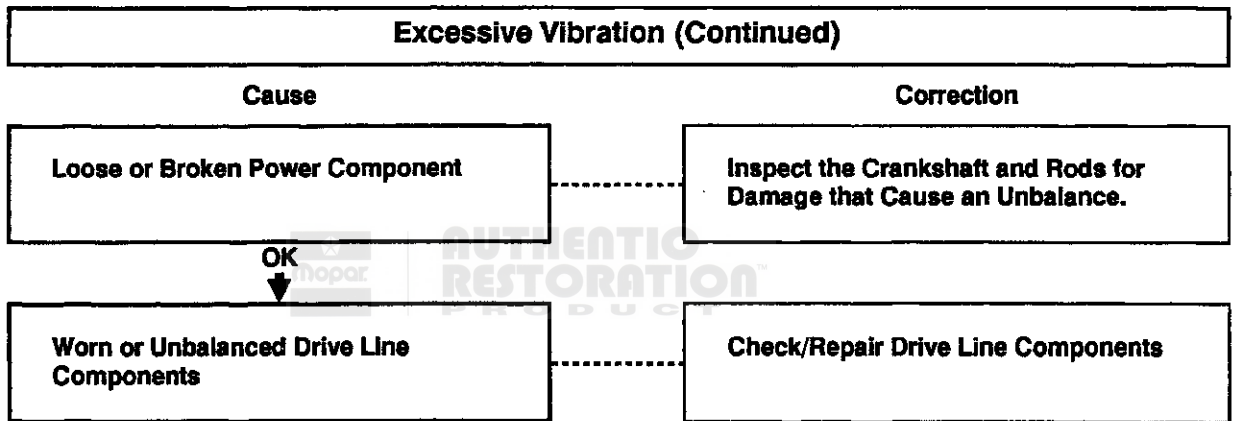 Excessive Vibration (Continued)
Cause
Correction
Loose or Broken Power Component
Inspect the Crankshaft and Rods for
Damage that Cause an Unbalance.
OK
mopar
AUTHENTIC
RESTORATION™
PRODUCT
Worn or Unbalanced Drive Line
Components
Check/Repair Drive Line Components